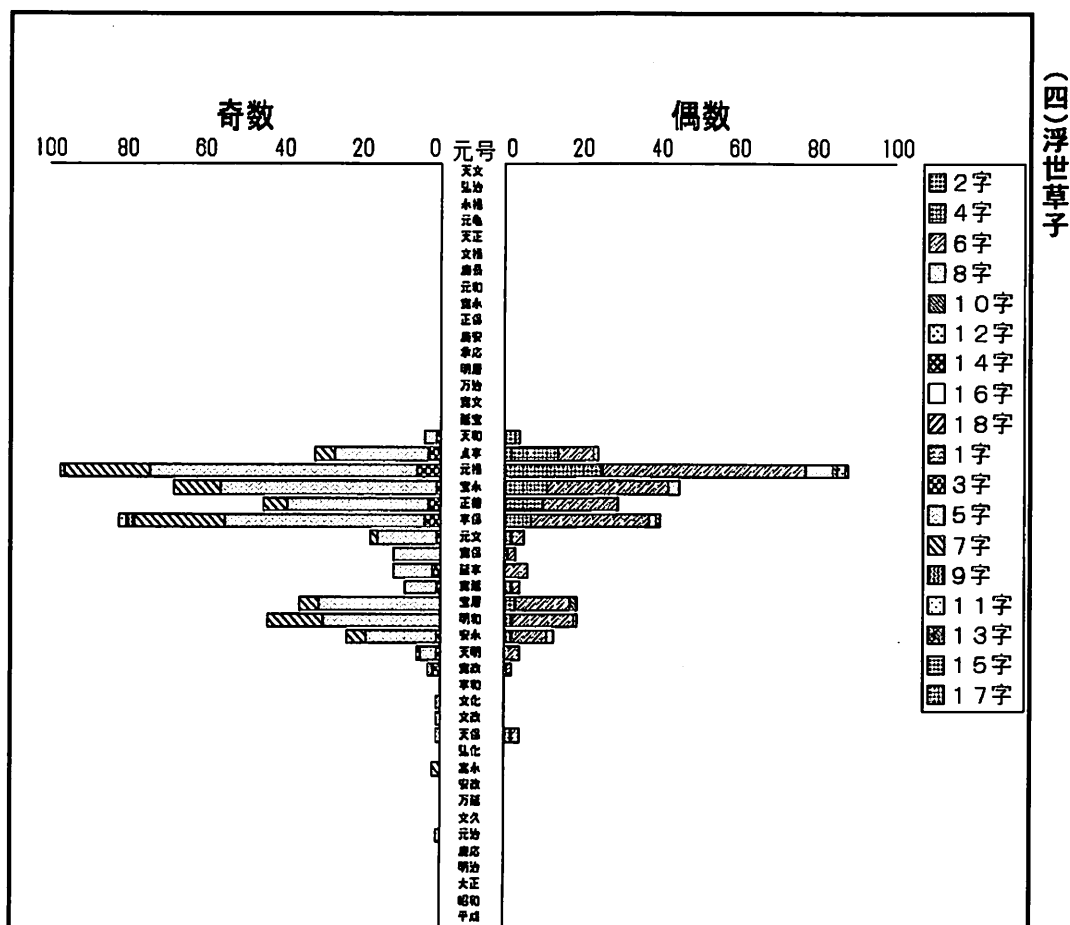 (四)浮世草子
奇数
偶数
100 80 60 40 20 0 元号 0 20 40 60 80 100
天文
弘治
永禄
元亀
天正
文禄
慶長
元和
寛永
正保
慶安
承応
明暦
万治
寛文
延宝
天和
貞享
元禄
宝永
正徳
享保
元文
寛保
延享
寛延
宝暦
明和
安永
天明
寛政
享和
文化
文政
天保
弘化
嘉永
安政
万延
文久
元治
慶応
明治
大正
昭和
平成
2字
4字
6字
8字
10字
12字
14字
16字
18字
1字
3字
5字
7字
9字
11字
13字
15字
17字